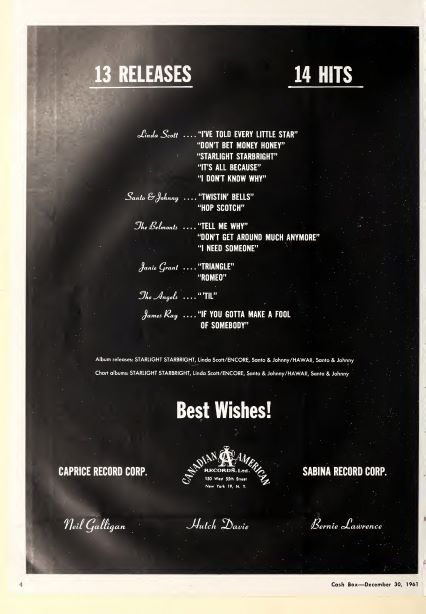 13 RELEASES 14 HITS
Linda Scott .... "I'VE TOLD EVERY LITTLE STAR"
"DON'T BET MONEY HONEY"
"STARLIGHT STARBRIGHT"
"IT'S ALL BECAUSE"
"I DON'T KNOW WHY"
Santo & Johnny .... "TWISTIN' BELLS"
"HOP SCOTCH"
The Belmonts .... "TELL ME WHY"
"DON'T GET AROUND MUCH ANYMORE"
"I NEED SOMEONE"
Janie Grant .... "TRIANGLE"
"ROMEO"
The Angels .... "'TIL"
James Ray .... "IF YOU GOTTA MAKE A FOOL
OF SOMEBODY"
Album releases: STARLIGHT STARBRIGHT, Linda Scott/ENCORE, Santo & Johnny/HAWAII, Santo & Johnny
Chart albums: STARLIGHT STARBRIGHT, Linda Scott/ENCORE, Santo & Johnny/HAWAII, Santo & Johnny
Best Wishes!
CAPRICE RECORD CORP.
CANADIAN AMERICAN
CA
RECORDS, Ltd.
150 West 55th Street
New York 19, N. Y.
SABINA RECORD CORP.
Neil Galligan Hutch Davie Bernie Lawrence
4 Cash Box—December 30, 1961